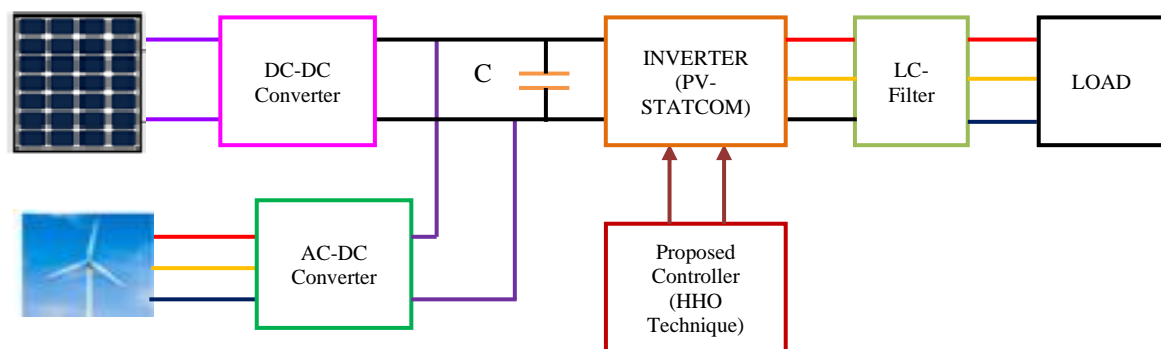 DC-DC
Converter
C
INVERTER
(PV-
STATCOM)
LC-
Filter
LOAD
AC-DC
Converter
Proposed
Controller
(HHO
Technique)